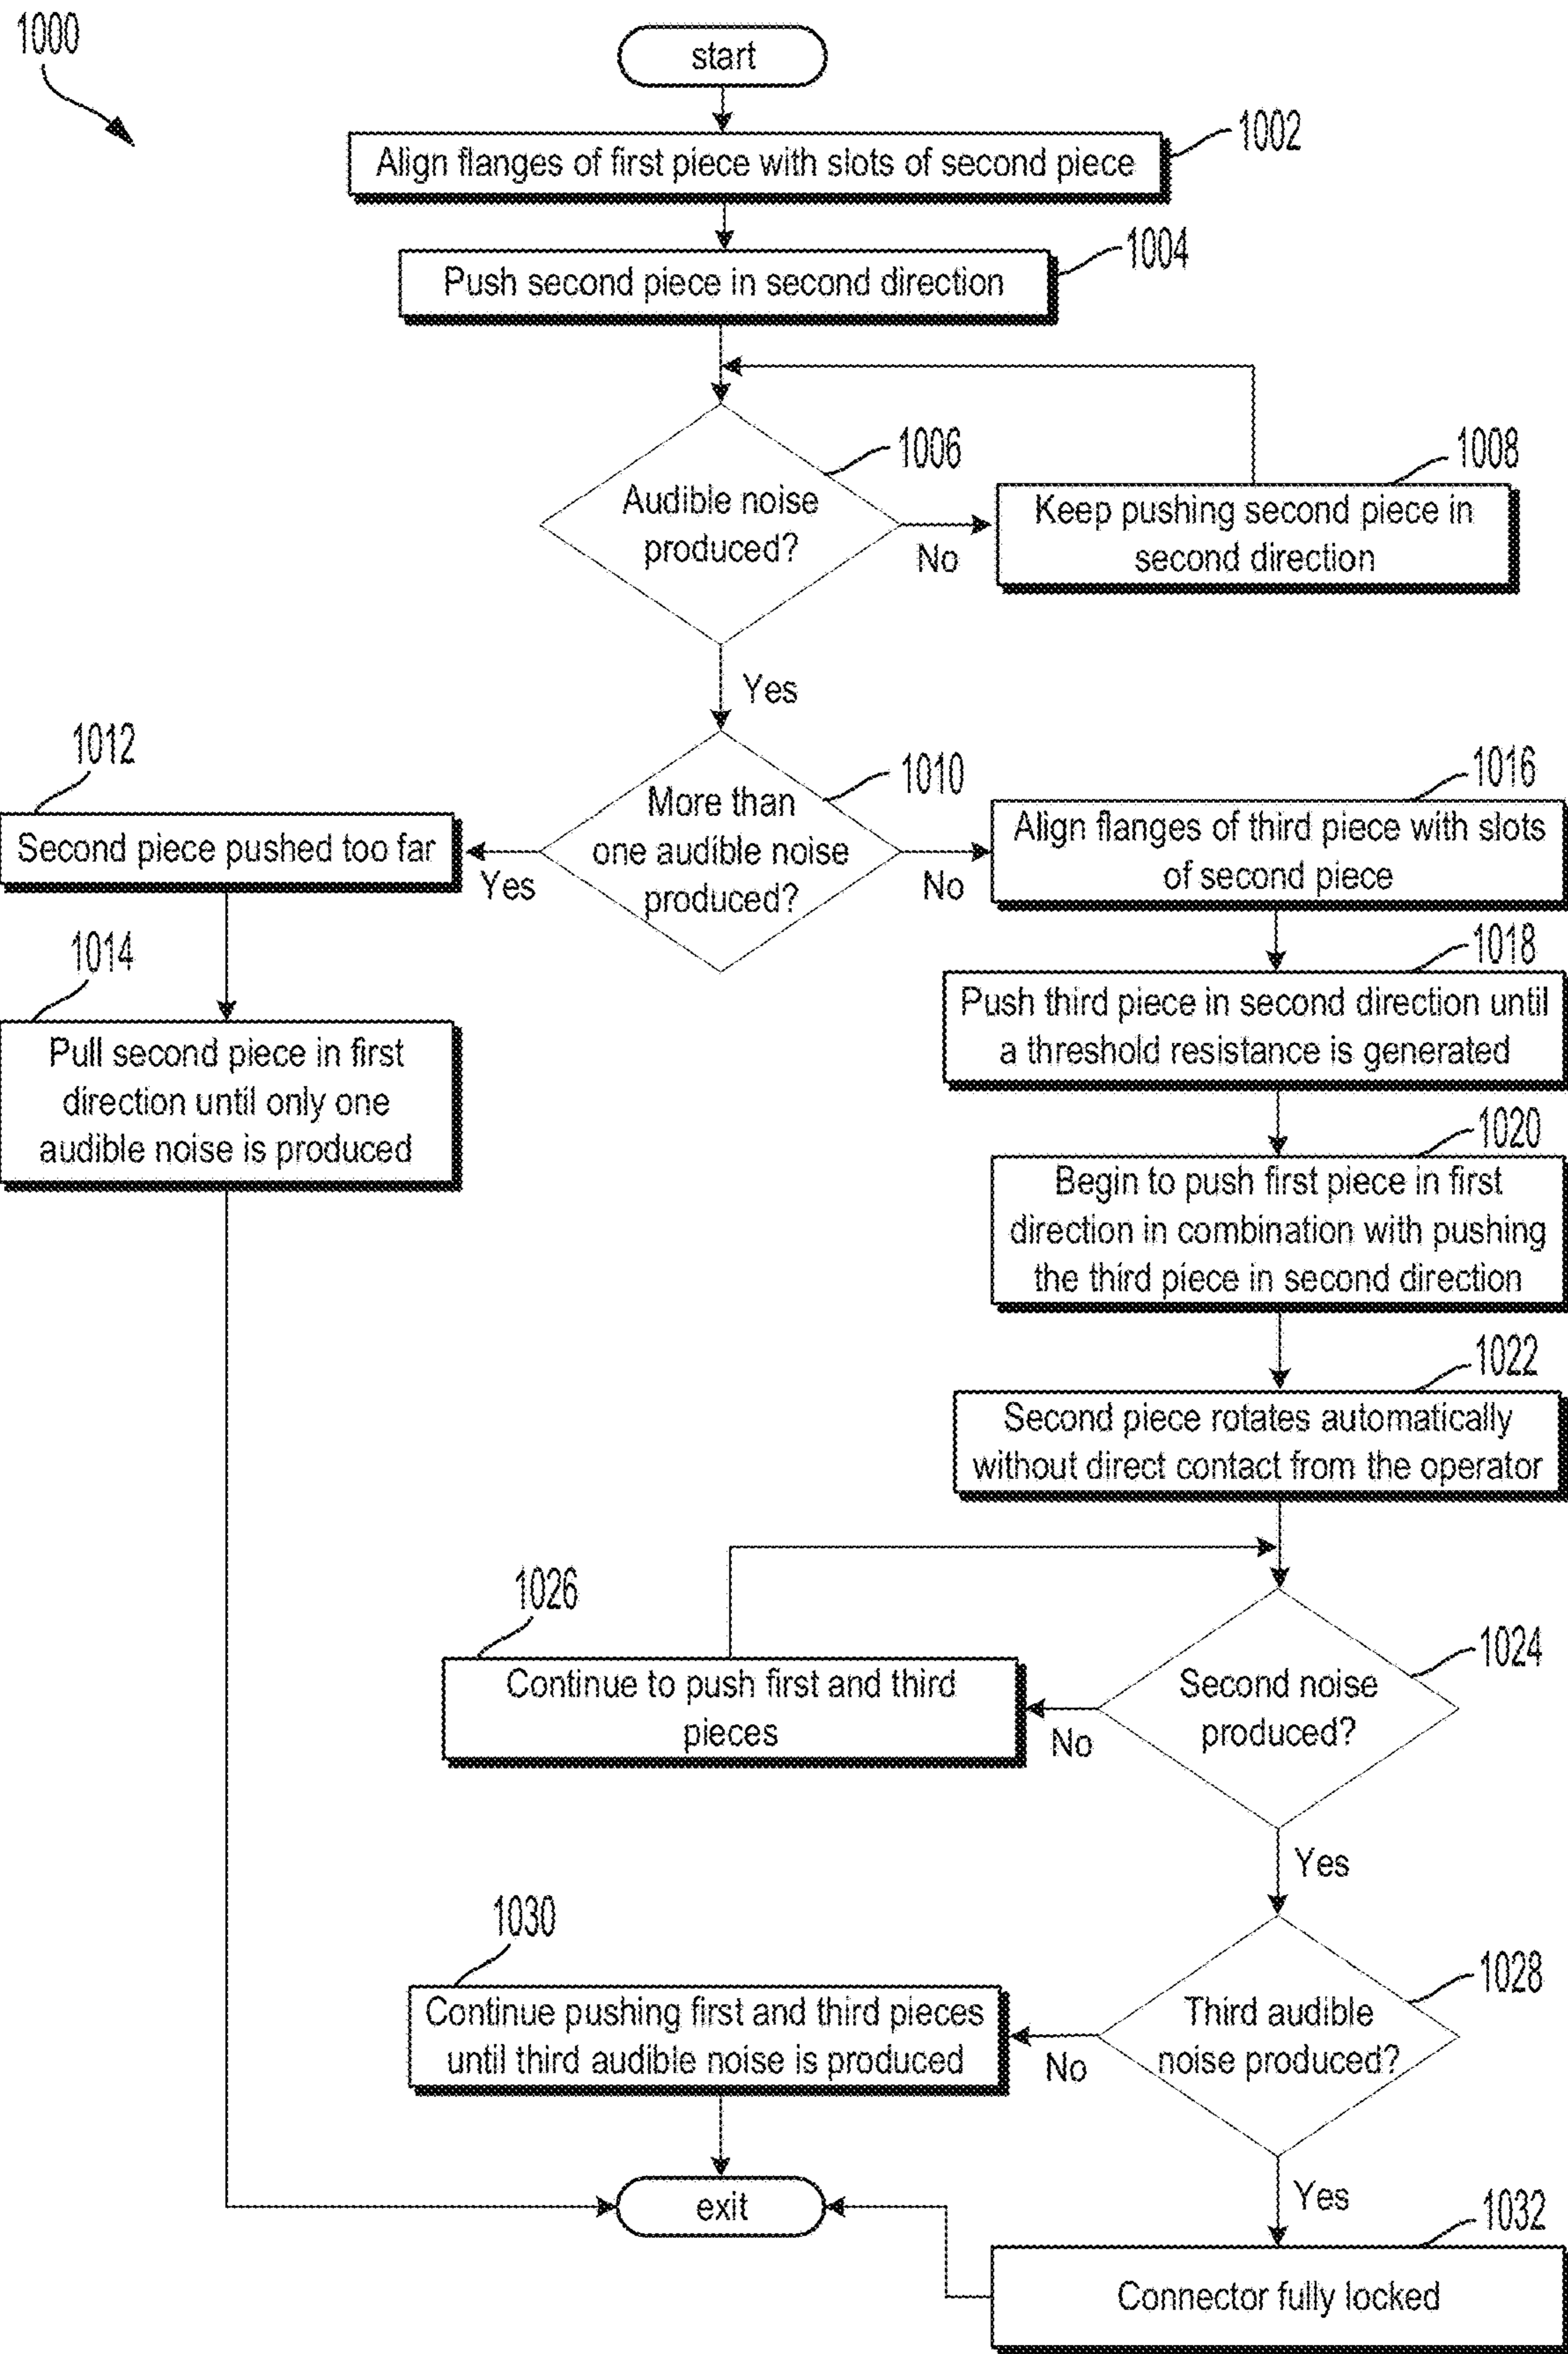 1000
start
1002
Align flanges of first piece with slots of second piece
1004
Push second piece in second direction
1006
Audible noise
produced?
No
1008
Keep pushing second piece in
second direction
Yes
1010
More than
one audible noise
produced?
Yes
No
1012
Second piece pushed too far
1014
Pull second piece in first
direction until only one
audible noise is produced
1016
Align flanges of third piece with slots
of second piece
1018
Push third piece in second direction until
a threshold resistance is generated
1020
Begin to push first piece in first
direction in combination with pushing
the third piece in second direction
1022
Second piece rotates automatically
without direct contact from the operator
1024
Second noise
produced?
No
1026
Continue to push first and third
pieces
Yes
1028
Third audible
noise produced?
No
1030
Continue pushing first and third pieces
until third audible noise is produced
Yes
1032
Connector fully locked
exit